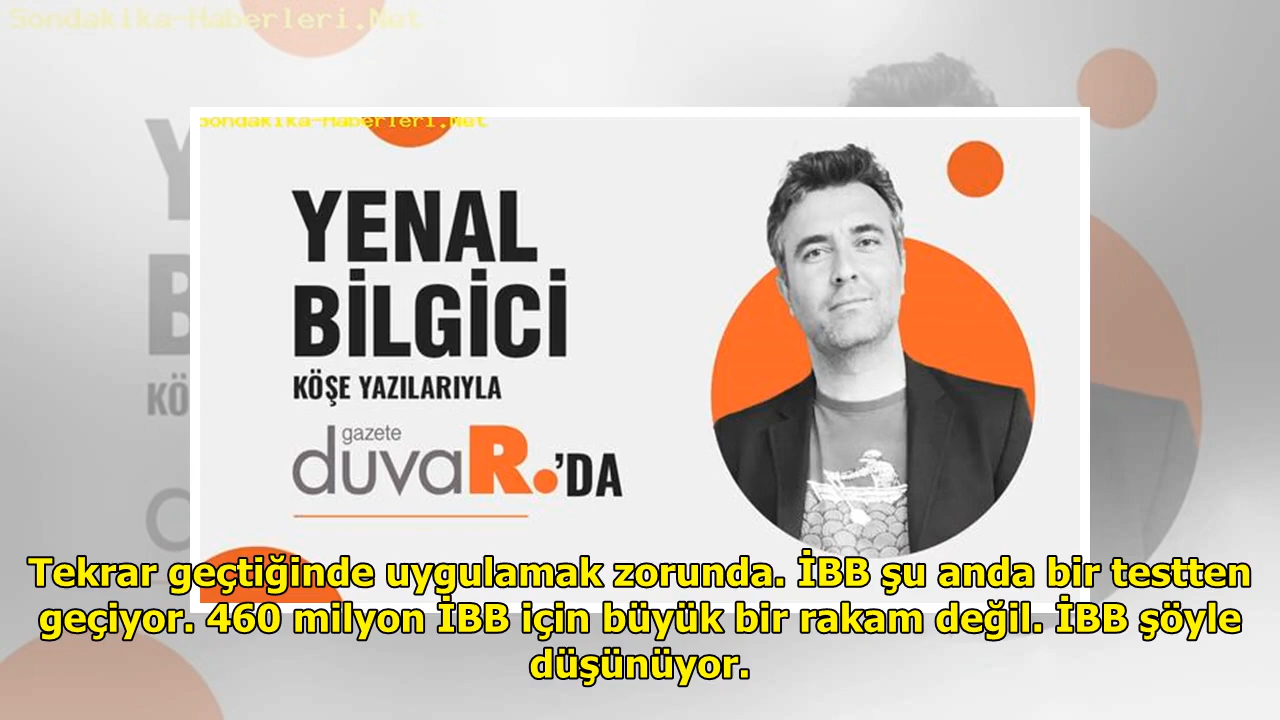 Sondakika-Haberleri.Net
Sondakika-Haberleri.Net
YENAL
BİLGİCİ
KÖŞE YAZILARIYLA
gazete
duvaR.'DA
Tekrar geçtiğinde uygulamak zorunda. İBB şu anda bir testten
geçiyor. 460 milyon İBB için büyük bir rakam değil. İBB şöyle
düşünüyor.